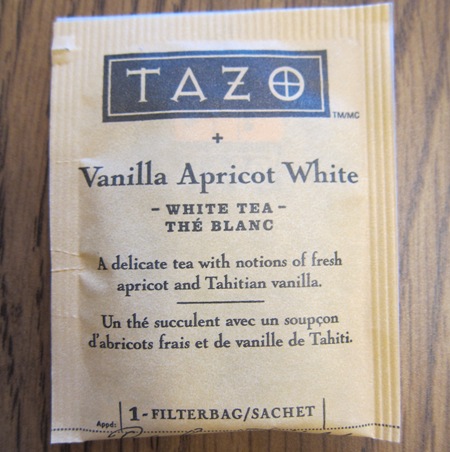 TAZO
TM/MC
+
Vanilla Apricot White
- WHITE TEA -
THÉ BLANC
A delicate tea with notions of fresh
apricot and Tahitian vanilla.
Un thé succulent avec un soupçon
d'abricots frais et de vanille de Tahiti.
1-FILTERBAG/SACHET
Appd: